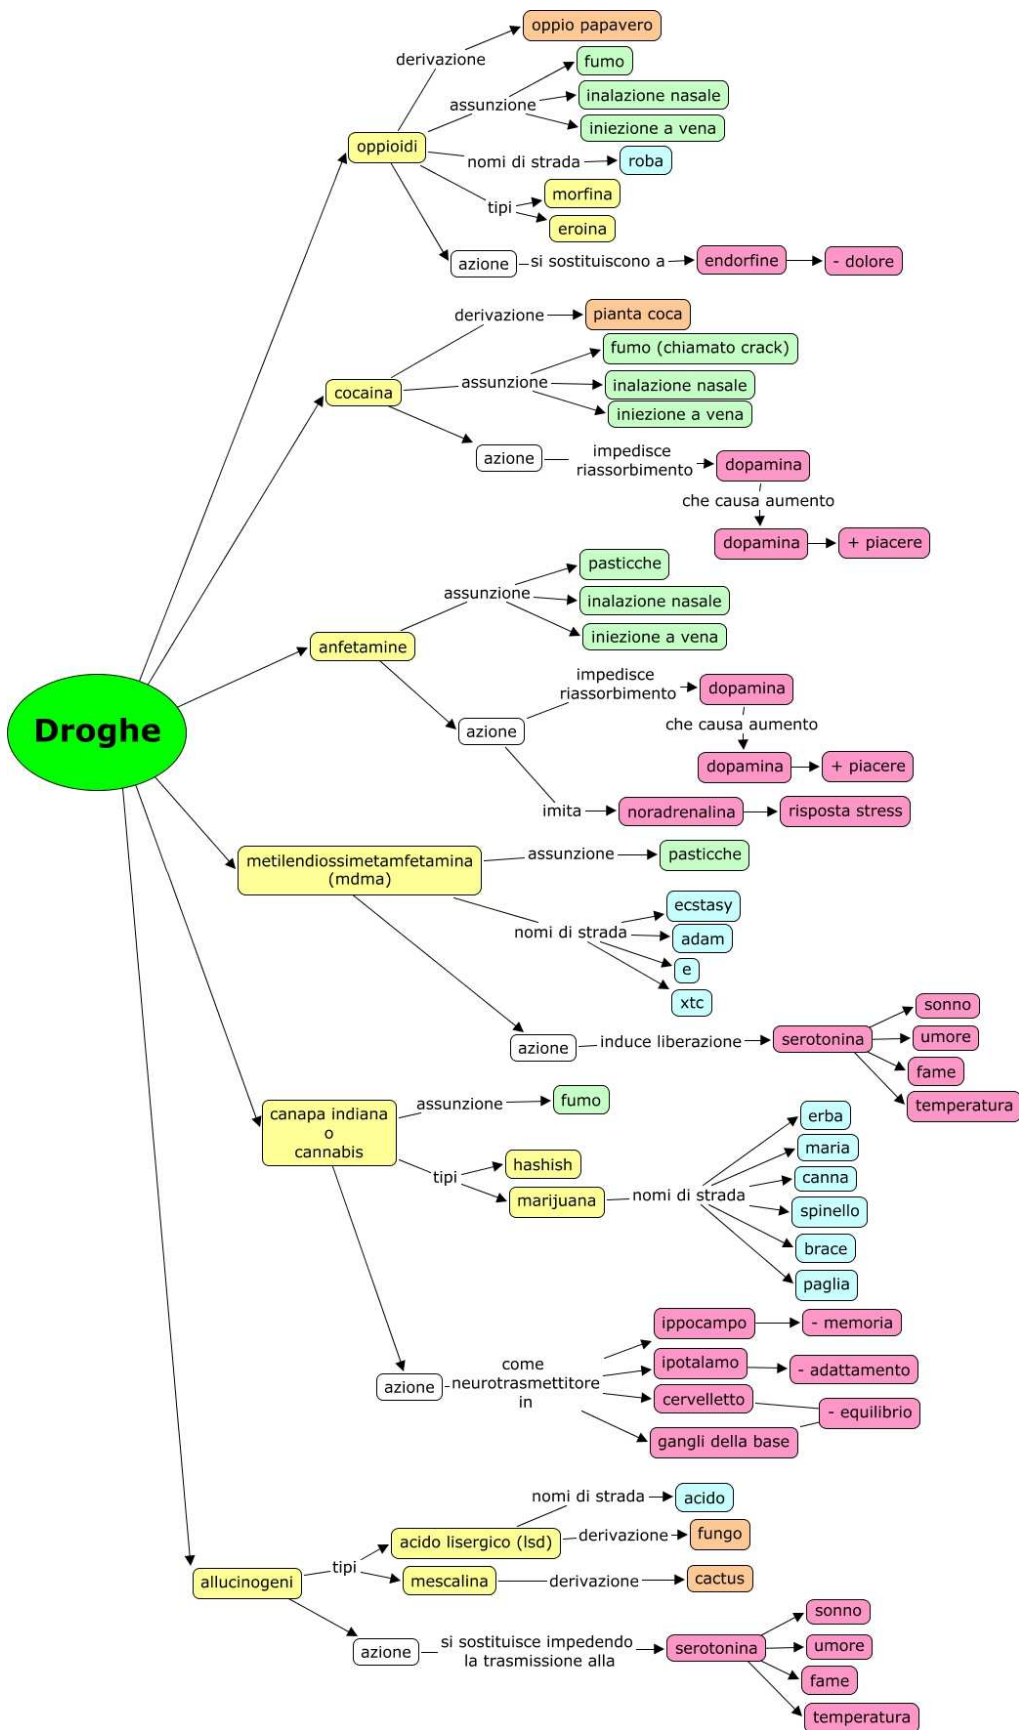 oppio papavero
derivazione
fumo
assunzione
inalazione nasale
iniezione a vena
oppioidi
nomi di strada
roba
tipi
morfina
eroina
azione
si sostituiscono a
endorfine
- dolore
derivazione
pianta coca
fumo (chiamato crack)
cocaina
assunzione
inalazione nasale
iniezione a vena
azione
impedisce
riassorbimento
dopamina
che causa aumento
dopamina
+ piacere
pasticche
assunzione
inalazione nasale
iniezione a vena
anfetamine
impedisce
riassorbimento
dopamina
azione
che causa aumento
dopamina
+ piacere
imita
noradrenalina
risposta stress
Droghe
metilendiossimetamfetamina
(mdma)
assunzione
pasticche
nomi di strada
ecstasy
adam
e
xtc
azione
induce liberazione
serotonina
sonno
umore
fame
temperatura
canapa indiana
o
cannabis
assunzione
fumo
tipi
hashish
marijuana
nomi di strada
erba
maria
canna
spinello
brace
paglia
azione
come
neurotrasmettitore
in
ippocampo
- memoria
ipotalamo
- adattamento
cervelletto
- equilibrio
gangli della base
allucinogeni
tipi
acido lisergico (lsd)
nomi di strada
acido
derivazione
fungo
mescalina
derivazione
cactus
azione
si sostituisce impedendo
la trasmissione alla
serotonina
sonno
umore
fame
temperatura